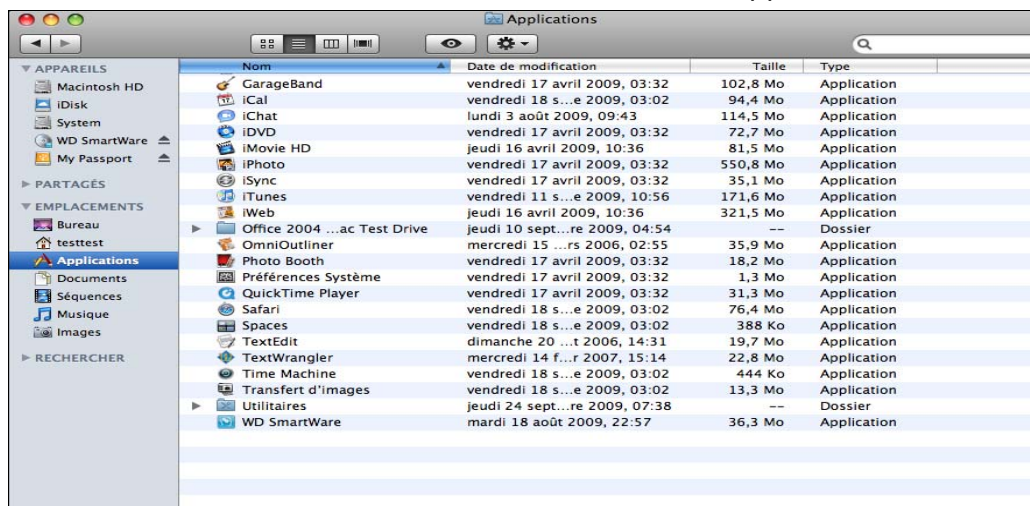 Applications
APPAREILS
Macintosh HD
iDisk
System
WD SmartWare
My Passport
PARTAGÉS
EMPLACEMENTS
Bureau
testtest
Applications
Documents
Séquences
Musique
Images
RECHERCHER
Nom Date de modification Taille Type
GarageBand vendredi 17 avril 2009, 03:32 102,8 Mo Application
iCal vendredi 18 s...e 2009, 03:02 94,4 Mo Application
iChat lundi 3 août 2009, 09:43 114,5 Mo Application
iDVD vendredi 17 avril 2009, 03:32 72,7 Mo Application
iMovie HD jeudi 16 avril 2009, 10:36 81,5 Mo Application
iPhoto vendredi 17 avril 2009, 03:32 550,8 Mo Application
iSync vendredi 17 avril 2009, 03:32 35,1 Mo Application
iTunes vendredi 11 s...e 2009, 10:56 171,6 Mo Application
iWeb jeudi 16 avril 2009, 10:36 321,5 Mo Application
Office 2004 ...ac Test Drive jeudi 10 sept...re 2009, 04:54 -- Dossier
OmniOutliner mercredi 15 ...rs 2006, 02:55 35,9 Mo Application
Photo Booth vendredi 17 avril 2009, 03:32 18,2 Mo Application
Préférences Système vendredi 17 avril 2009, 03:32 1,3 Mo Application
QuickTime Player vendredi 17 avril 2009, 03:32 31,3 Mo Application
Safari vendredi 18 s...e 2009, 03:02 76,4 Mo Application
Spaces vendredi 18 s...e 2009, 03:02 388 Ko Application
TextEdit dimanche 20 ...t 2006, 14:31 19,7 Mo Application
TextWrangler mercredi 14 f...r 2007, 15:14 22,8 Mo Application
Time Machine vendredi 18 s...e 2009, 03:02 444 Ko Application
Transfert d'images vendredi 18 s...e 2009, 03:02 13,3 Mo Application
Utilitaires jeudi 24 sept...re 2009, 07:38 -- Dossier
WD SmartWare mardi 18 août 2009, 22:57 36,3 Mo Application